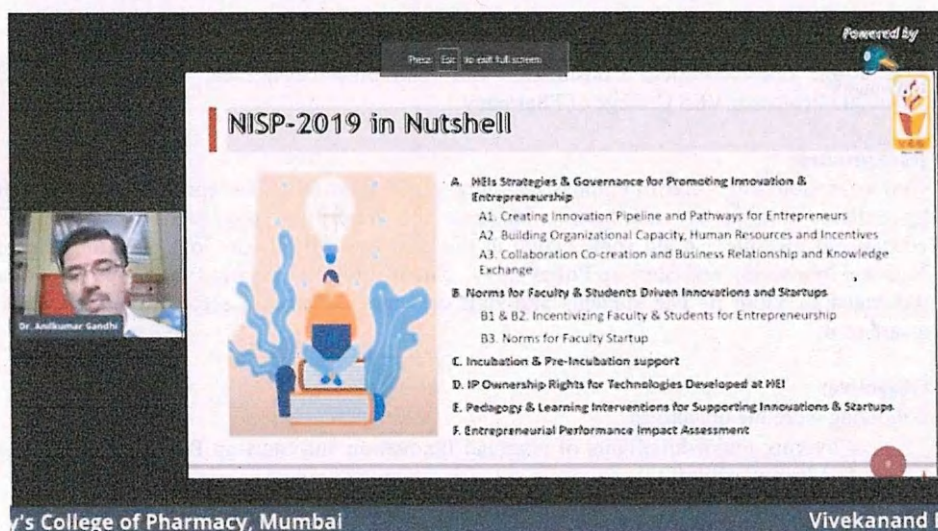 Powered by
Press Esc to exit full screen
NISP-2019 in Nutshell
A. HEIs Strategies & Governance for Promoting Innovation &
Entrepreneurship
A1. Creating Innovation Pipeline and Pathways for Entrepreneurs
A2. Building Organizational Capacity, Human Resources and Incentives
A3. Collaboration Co-creation and Business Relationship and Knowledge
Exchange
B. Norms for Faculty & Students Driven Innovations and Startups
B1 & B2. Incentivizing Faculty & Students for Entrepreneurship
B3. Norms for Faculty Startup
C. Incubation & Pre-Incubation support
D. IP Ownership Rights for Technologies Developed at HEI
E. Pedagogy & Learning Interventions for Supporting Innovations & Startups
F. Entrepreneurial Performance Impact Assessment
Dr. Anilkumar Gandhi
y's College of Pharmacy, Mumbai
Vivekanand